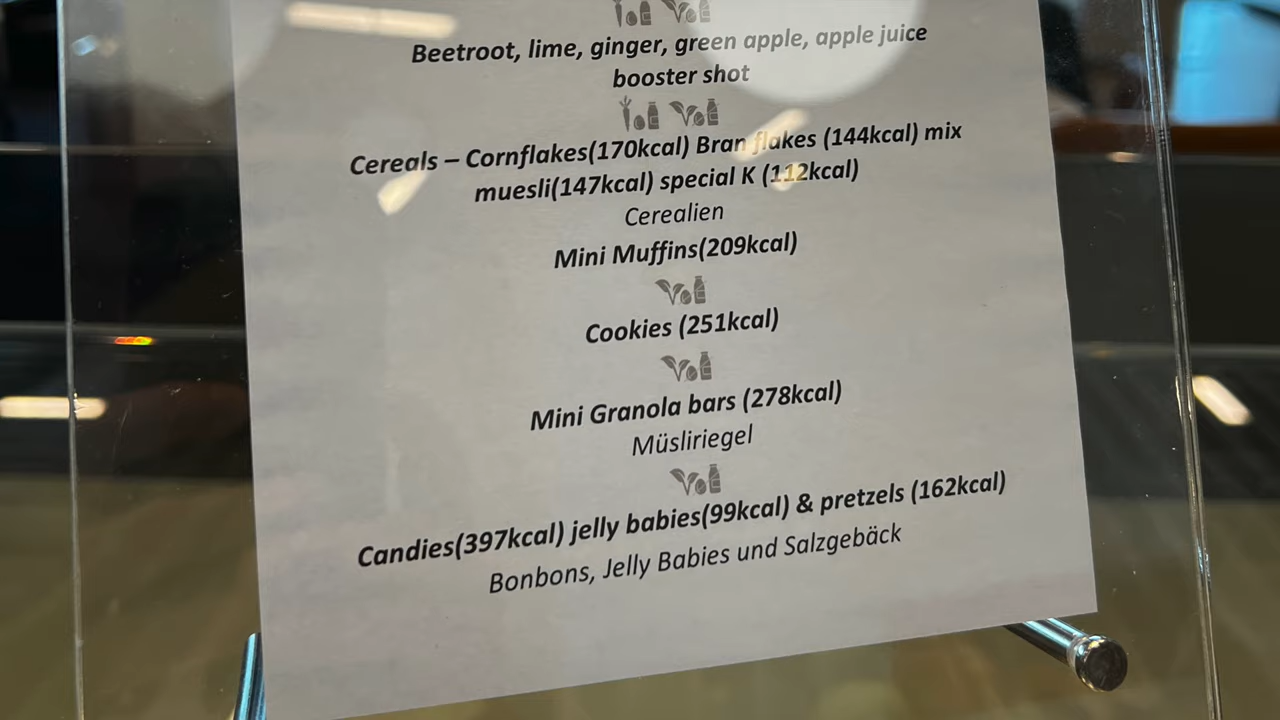 Beetroot, lime, ginger, green apple, apple juice
booster shot
Cereals – Cornflakes(170kcal) Bran flakes (144kcal) mix
muesli(147kcal) special K (112kcal)
Cerealien
Mini Muffins(209kcal)
Cookies (251kcal)
Mini Granola bars (278kcal)
Müsliriegel
Candies(397kcal) jelly babies(99kcal) & pretzels (162kcal)
Bonbons, Jelly Babies und Salzgebäck